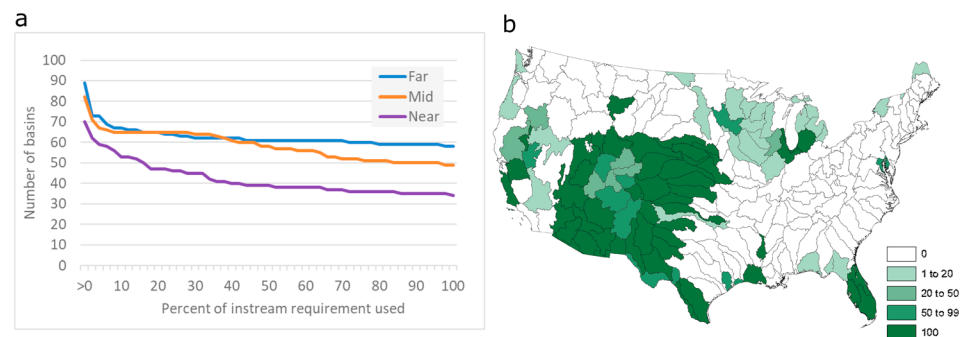 a
100
90
80
70
60
50
40
30
20
10
0
Number of basins
Far
Mid
Near
>0 10 20 30 40 50 60 70 80 90 100
Percent of instream requirement used
b
0
1 to 20
20 to 50
50 to 99
100